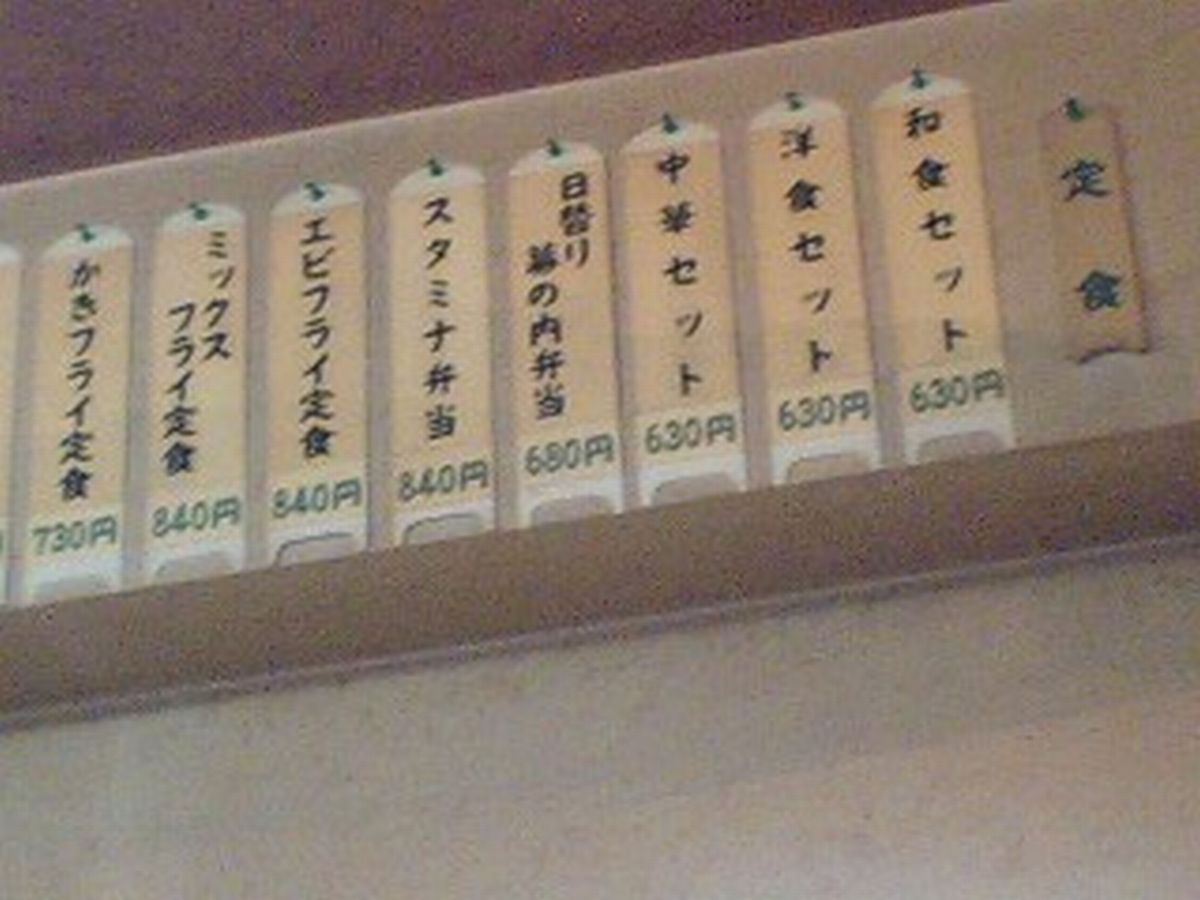 定食
和食セット
630円
洋食セット
630円
中華セット
630円
日替り
幕の内弁当
680円
スタミナ弁当
840円
エビフライ定食
840円
ミックス
フライ定食
840円
かきフライ定食
730円